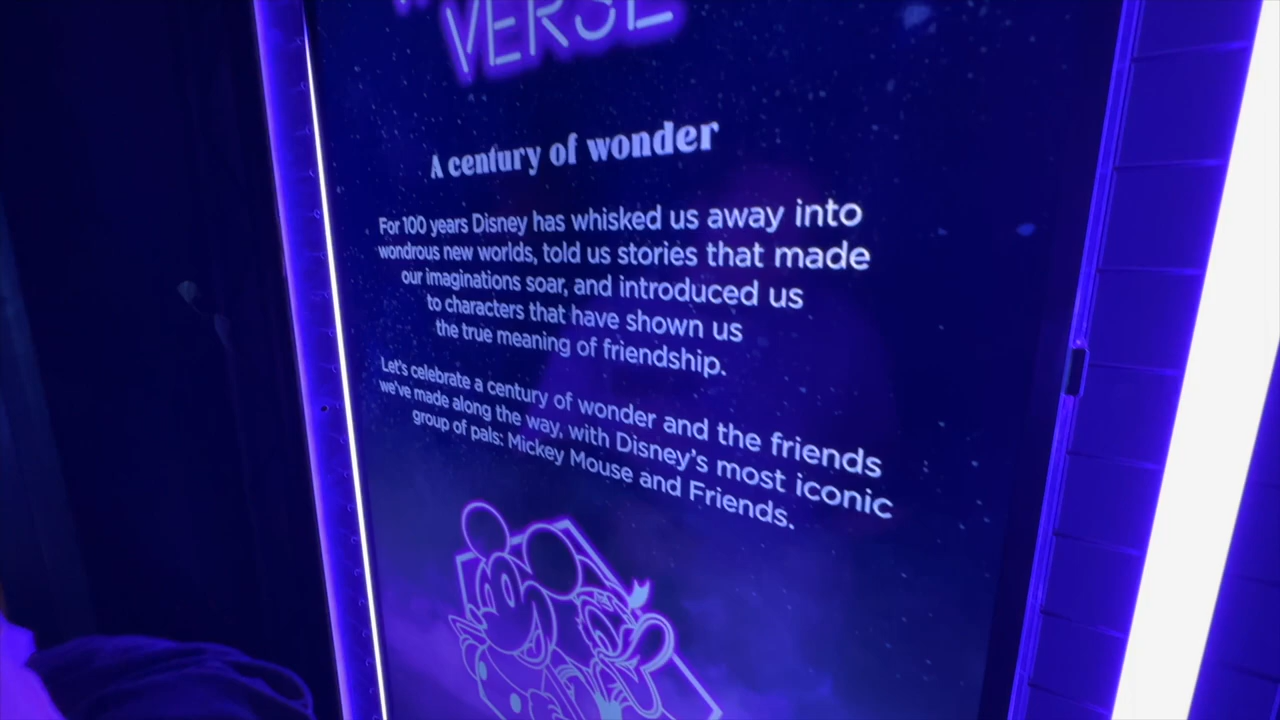 VERSE
A century of wonder
For 100 years Disney has whisked us away into
wondrous new worlds, told us stories that made
our imaginations soar, and introduced us
to characters that have shown us
the true meaning of friendship.
Let's celebrate a century of wonder and the friends
we've made along the way, with Disney's most iconic
group of pals: Mickey Mouse and Friends.